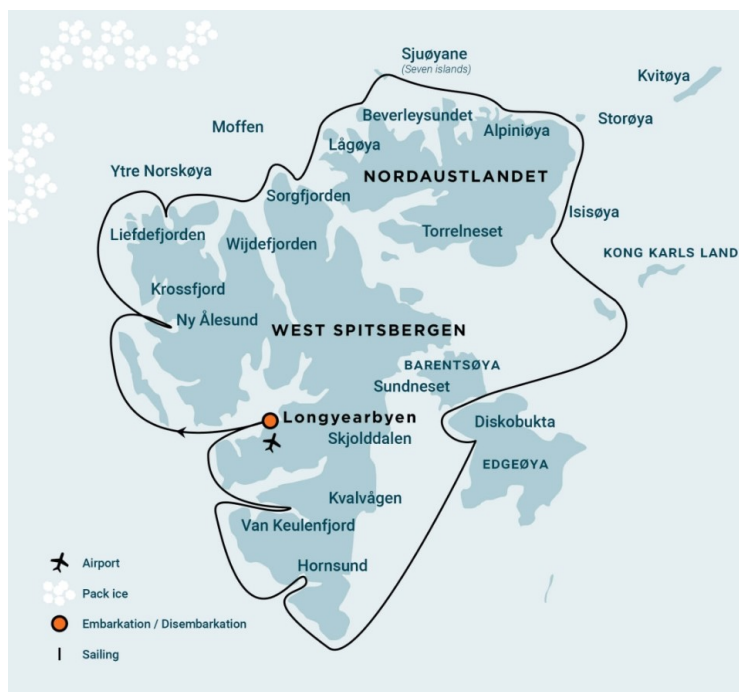 Sjuøyane
(Seven islands)
Kvitøya
Beverleysundet
Storøya
Moffen
Alpiniøya
Lågøya
Ytre Norskøya
NORDAUSTLANDET
Sorgfjorden
Isisøya
Liefdefjorden
Wijdefjorden
Torrelneset
KONG KARLS LAND
Krossfjord
Ny Ålesund
WEST SPITSBERGEN
BARENTSØYA
Sundneset
Longyearbyen
Diskobukta
Skjolddalen
EDGEØYA
Kvalvågen
Van Keulenfjord
Hornsund
Airport
Pack ice
Embarkation / Disembarkation
Sailing